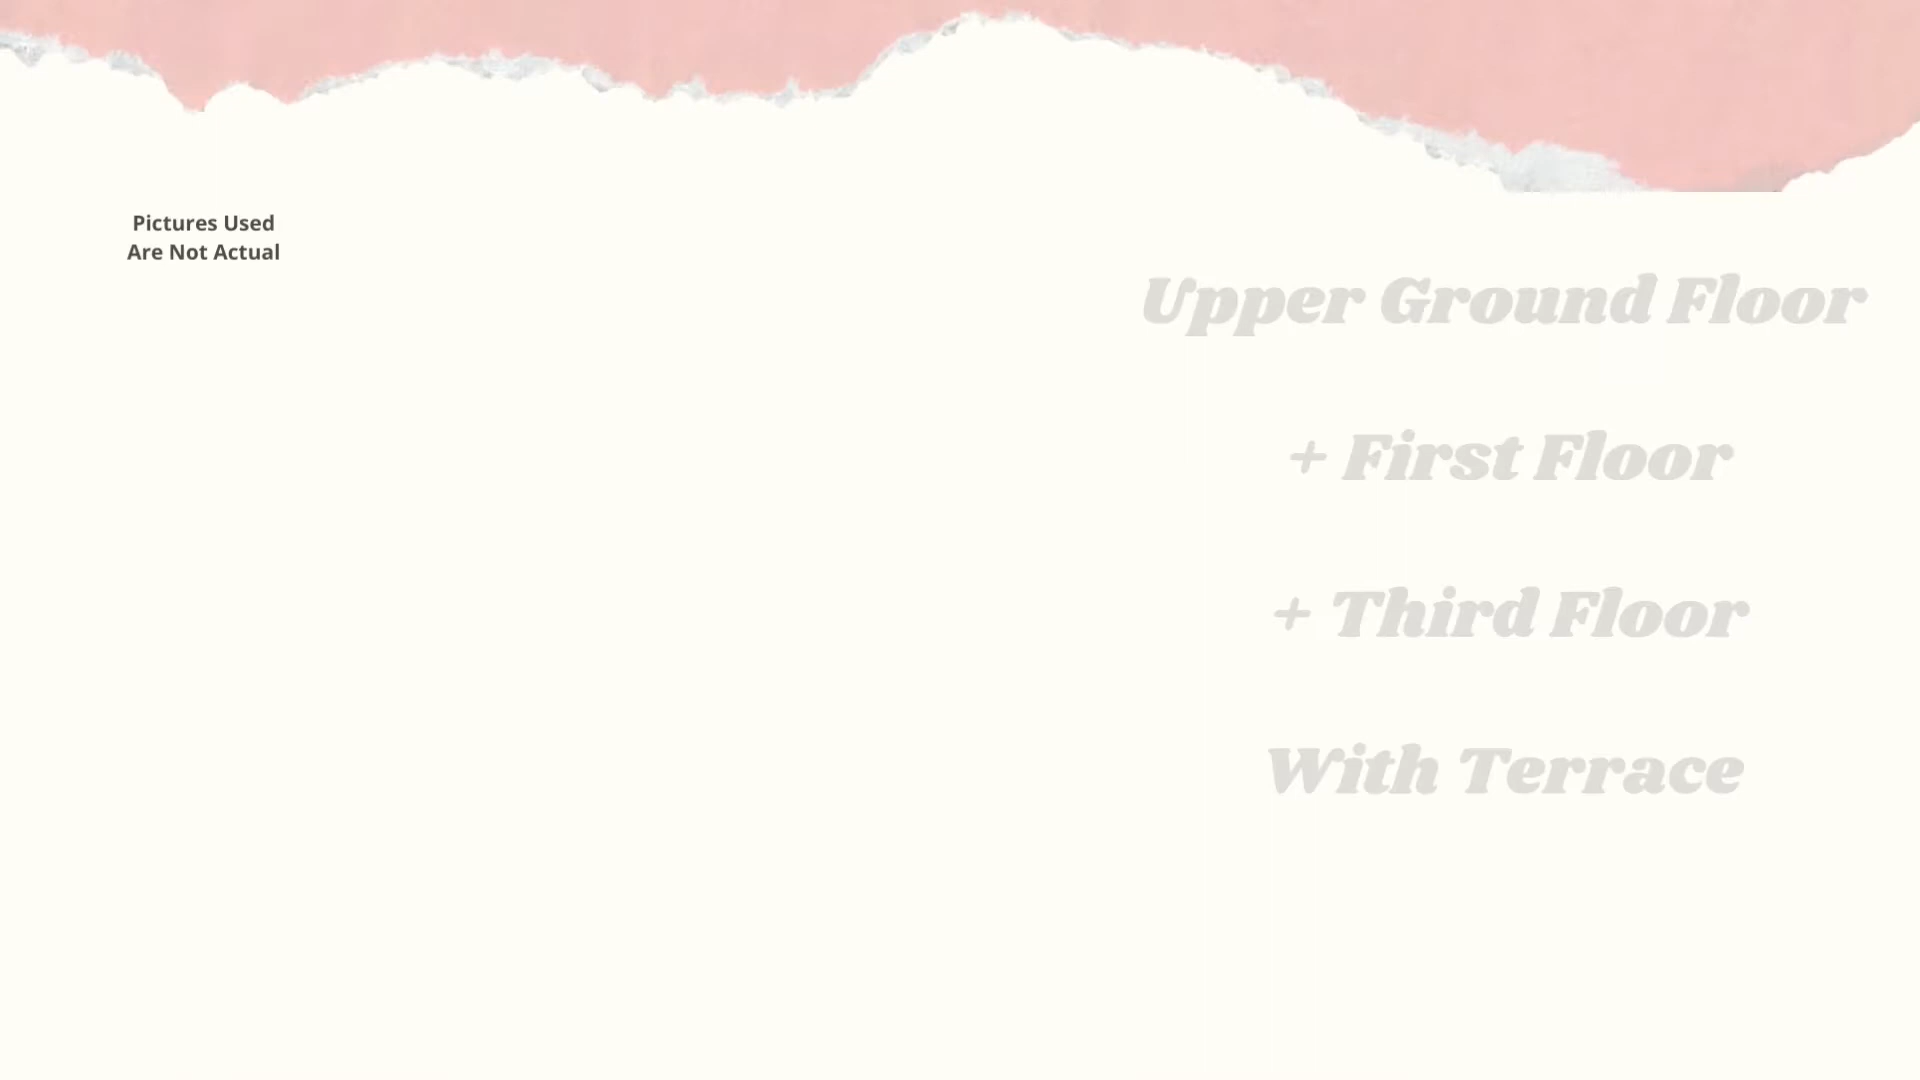 Pictures Used
Are Not Actual
Upper Ground Floor
+ First Floor
+ Third Floor
With Terrace